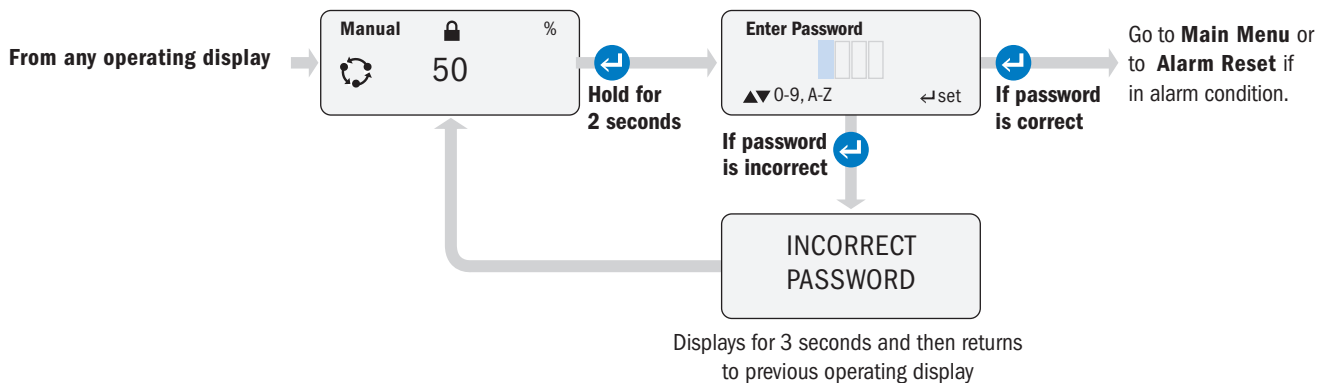 From any operating display
Manual %
50
Hold for
2 seconds
Enter Password
▲▼ 0-9, A-Z ↵ set
If password
is correct
Go to Main Menu or
to Alarm Reset if
in alarm condition.
If password
is incorrect
INCORRECT
PASSWORD
Displays for 3 seconds and then returns
to previous operating display